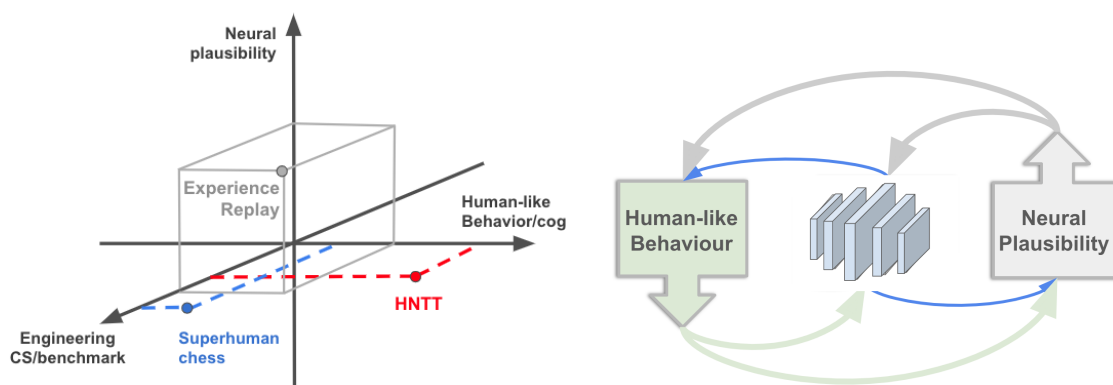 Neural
plausibility
Experience
Replay
Human-like
Behavior/cog
HNTT
Engineering
CS/benchmark
Superhuman
chess
Human-like
Behaviour
Neural
Plausibility